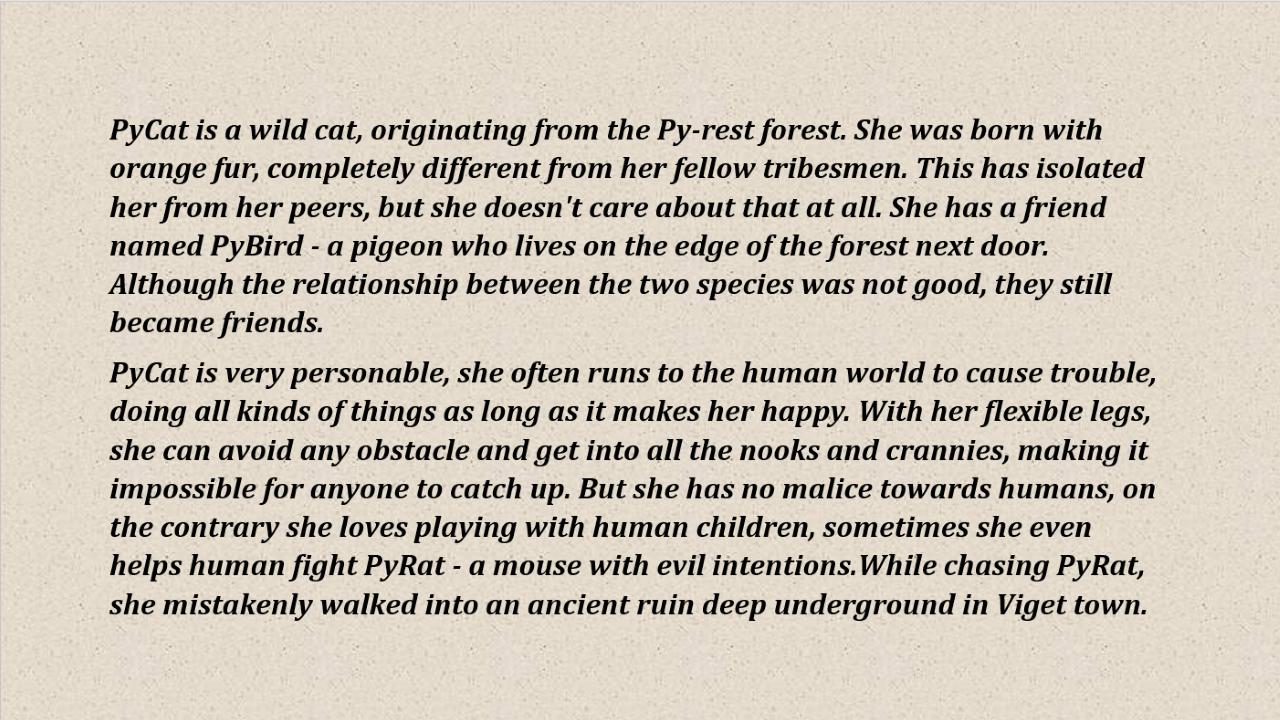 PyCat is a wild cat, originating from the Py-rest forest. She was born with
orange fur, completely different from her fellow tribesmen. This has isolated
her from her peers, but she doesn't care about that at all. She has a friend
named PyBird - a pigeon who lives on the edge of the forest next door.
Although the relationship between the two species was not good, they still
became friends.
PyCat is very personable, she often runs to the human world to cause trouble,
doing all kinds of things as long as it makes her happy. With her flexible legs,
she can avoid any obstacle and get into all the nooks and crannies, making it
impossible for anyone to catch up. But she has no malice towards humans, on
the contrary she loves playing with human children, sometimes she even
helps human fight PyRat - a mouse with evil intentions.While chasing PyRat,
she mistakenly walked into an ancient ruin deep underground in Viget town.